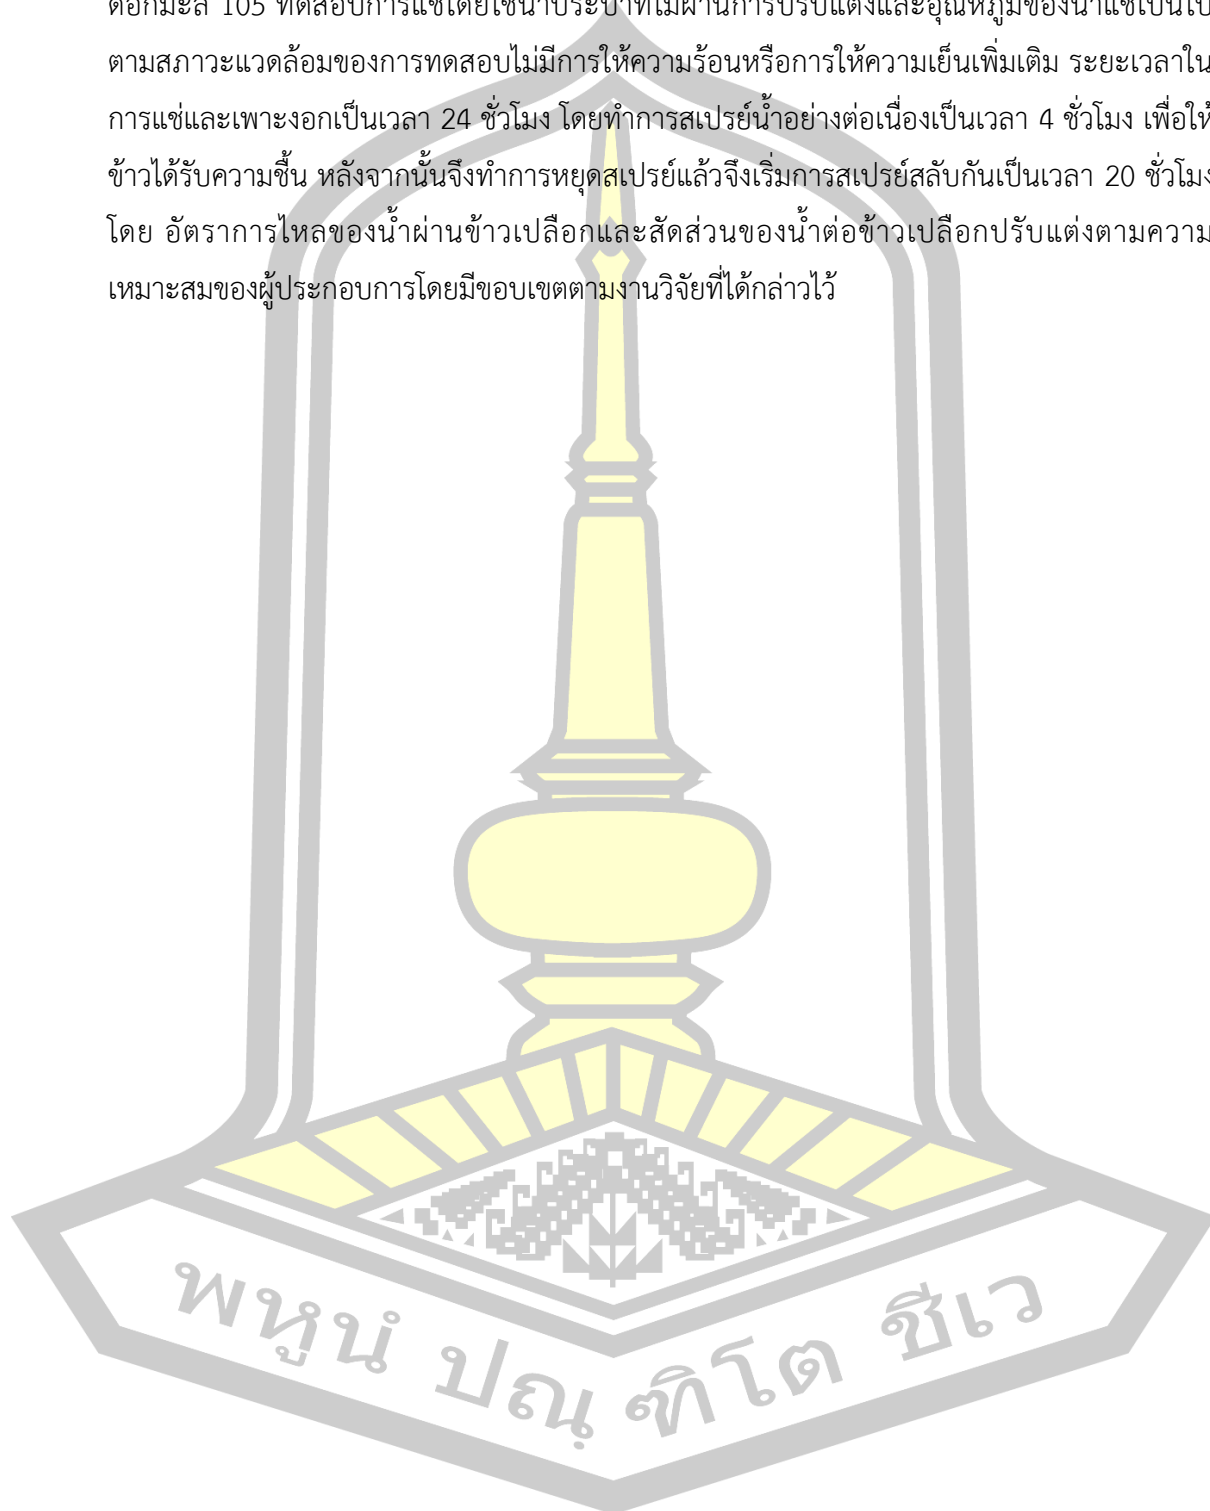 ดอกมะลิ 105 ทดสอบการแช่โดยใช้น้ำประปาที่ไม่ผ่านการปรับแต่งและอุณหภูมิของน้ำแช่เป็นไป
ตามสภาวะแวดล้อมของการทดสอบไม่มีการให้ความร้อนหรือการให้ความเย็นเพิ่มเติม ระยะเวลาใน
การแช่และเพาะงอกเป็นเวลา 24 ชั่วโมง โดยทำการสเปรย์น้ำอย่างต่อเนื่องเป็นเวลา 4 ชั่วโมง เพื่อให้
ข้าวได้รับความชื้น หลังจากนั้นจึงทำการหยุดสเปรย์แล้วจึงเริ่มการสเปรย์สลับกันเป็นเวลา 20 ชั่วโมง
โดย อัตราการไหลของน้ำผ่านข้าวเปลือกและสัดส่วนของน้ำต่อข้าวเปลือกปรับแต่งตามความ
เหมาะสมของผู้ประกอบการโดยมีขอบเขตตามงานวิจัยที่ได้กล่าวไว้
พหูนํ ปณฺ ฑิโต ชีเว